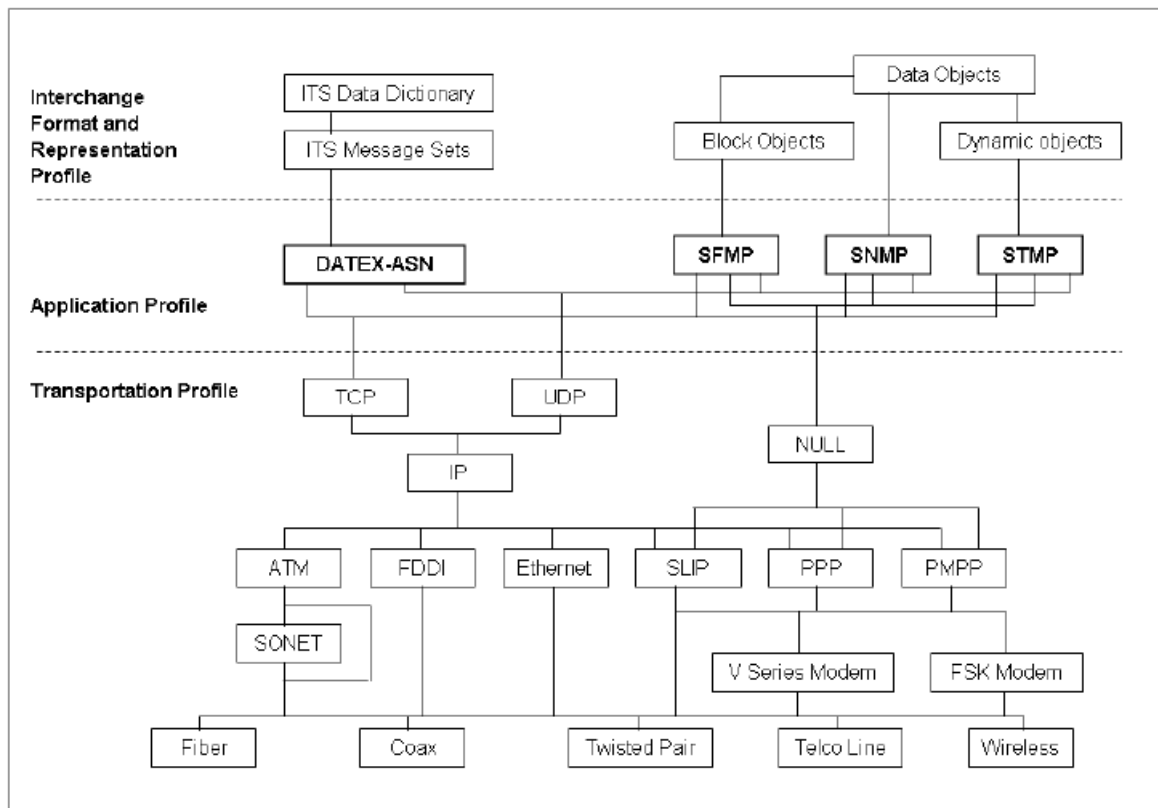 Data Objects
ITS Data Dictionary
Interchange
Format and
Representation
Profile
ITS Message Sets
Block Objects
Dynamic objects
DATEX-ASN
SFMP
SNMP
STMP
Application Profile
Transportation Profile
TCP
UDP
NULL
IP
ATM
FDDI
Ethernet
SLIP
PPP
PMPP
SONET
V Series Modem
FSK Modem
Fiber
Coax
Twisted Pair
Telco Line
Wireless